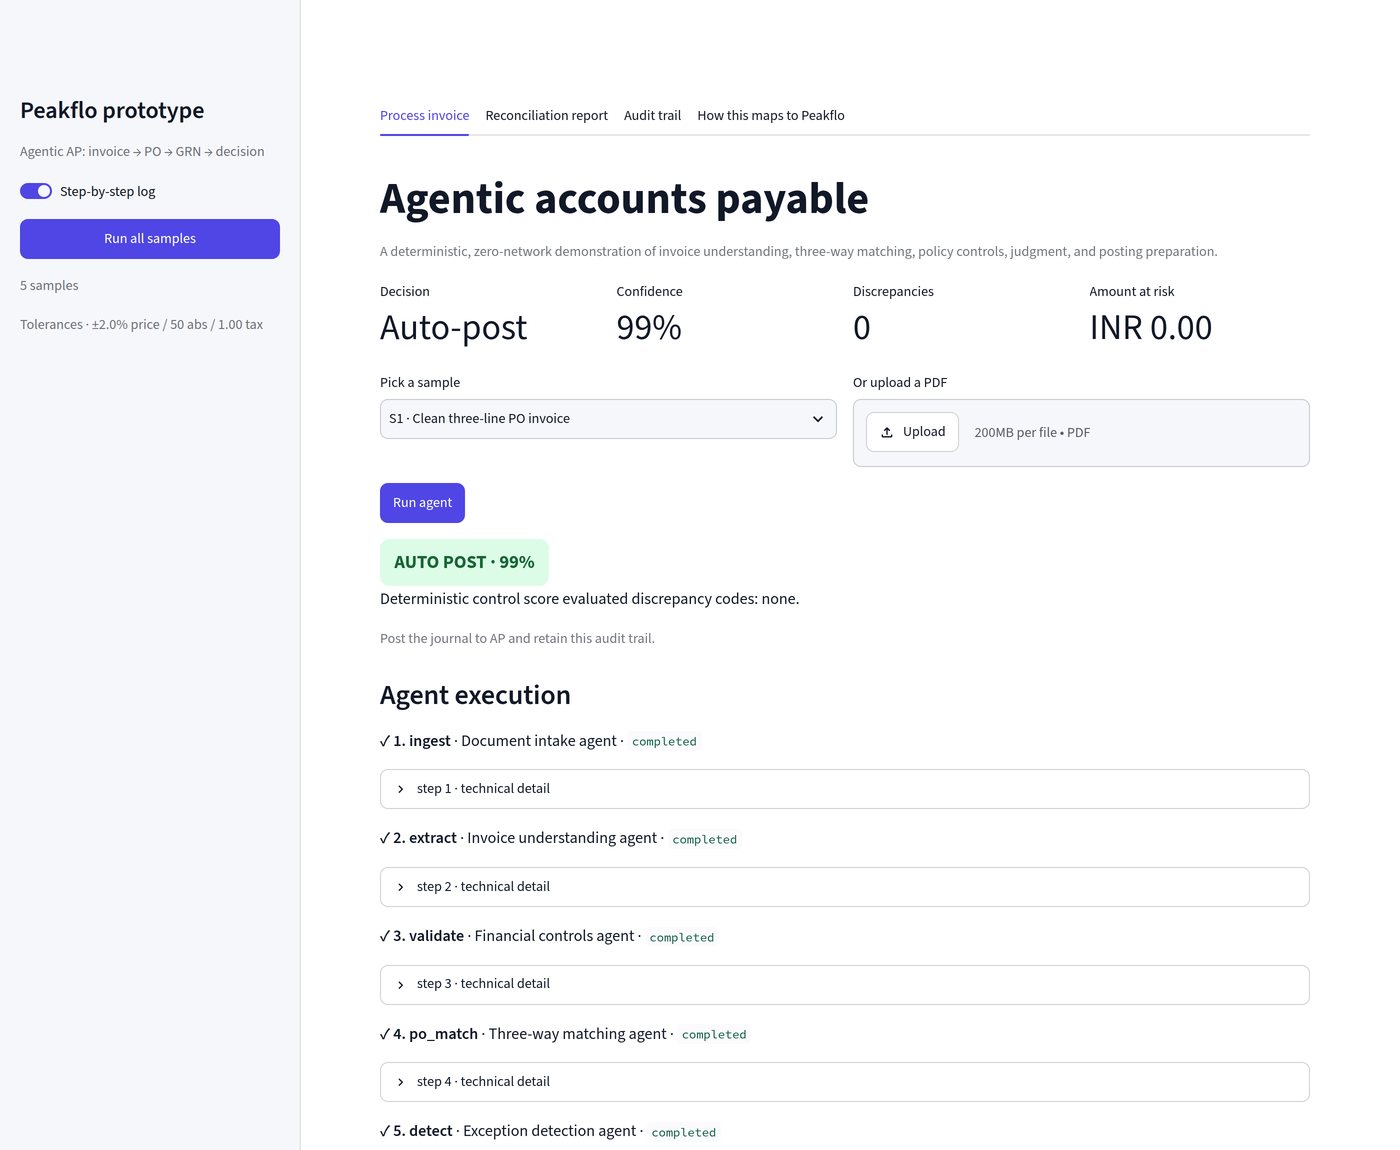 Peakflo prototype
Agentic AP: invoice → PO → GRN → decision
Step-by-step log
Run all samples
5 samples
Tolerances · ±2.0% price / 50 abs / 1.00 tax
Process invoice Reconciliation report Audit trail How this maps to Peakflo
Agentic accounts payable
A deterministic, zero-network demonstration of invoice understanding, three-way matching, policy controls, judgment, and posting preparation.
Decision Confidence Discrepancies Amount at risk
Auto-post 99% 0 INR 0.00
Pick a sample Or upload a PDF
S1 · Clean three-line PO invoice
Upload 200MB per file • PDF
Run agent
AUTO POST · 99%
Deterministic control score evaluated discrepancy codes: none.
Post the journal to AP and retain this audit trail.
Agent execution
✓ 1. ingest · Document intake agent · completed
step 1 · technical detail
✓ 2. extract · Invoice understanding agent · completed
step 2 · technical detail
✓ 3. validate · Financial controls agent · completed
step 3 · technical detail
✓ 4. po_match · Three-way matching agent · completed
step 4 · technical detail
✓ 5. detect · Exception detection agent · completed